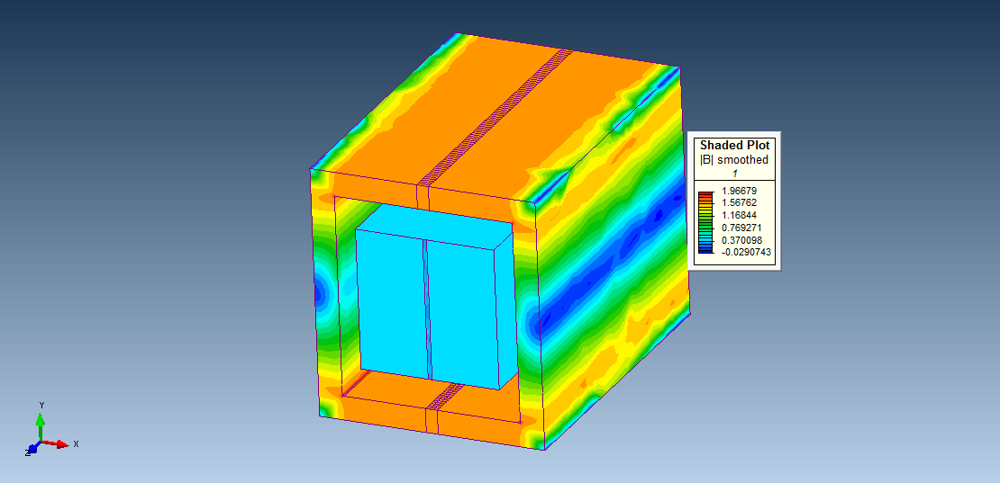 Shaded Plot
|B| smoothed
1
1.96679
1.56762
1.16844
0.769271
0.370098
-0.0290743
Y
X
Z